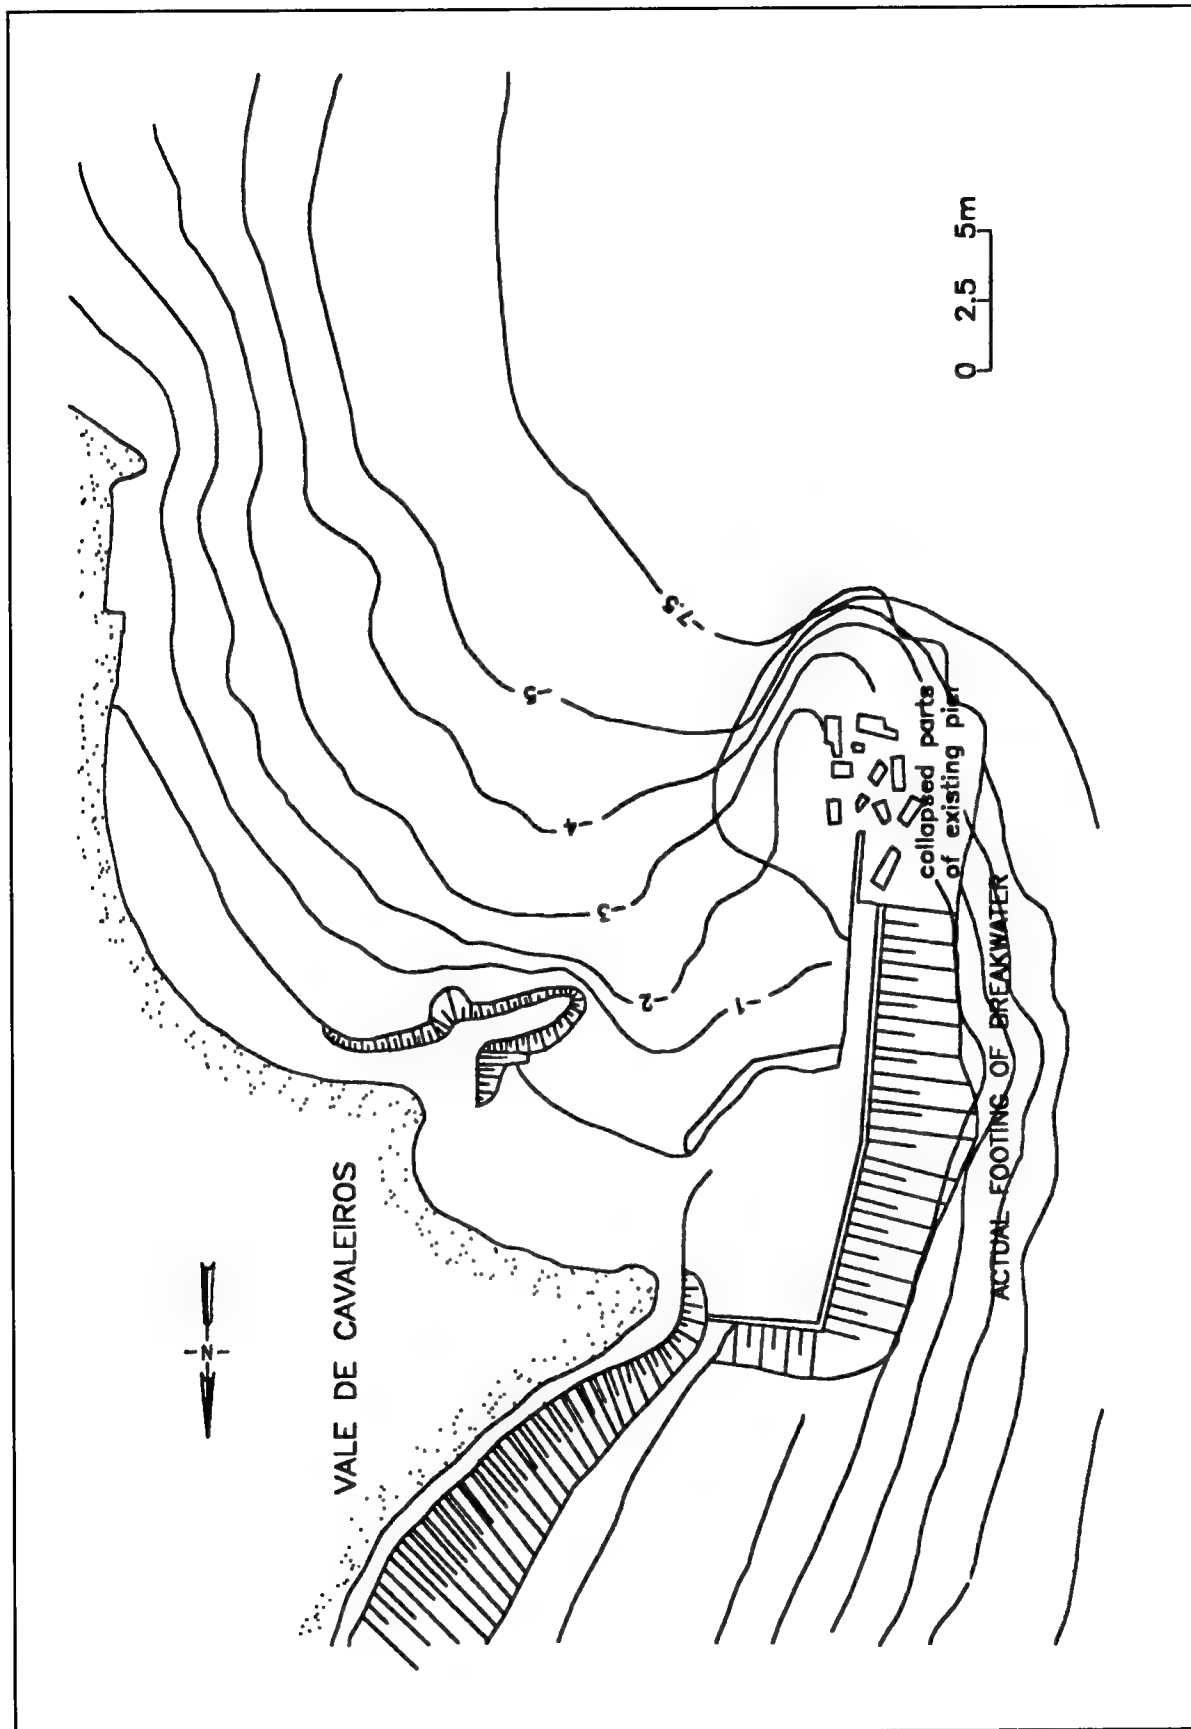 VALE DE CAVALEIROS
N
-7.5
-5
-4
-3
-2
-1
collapsed parts
of existing pier
ACTUAL FOOTING OF BREAKWATER
0 2.5 5m